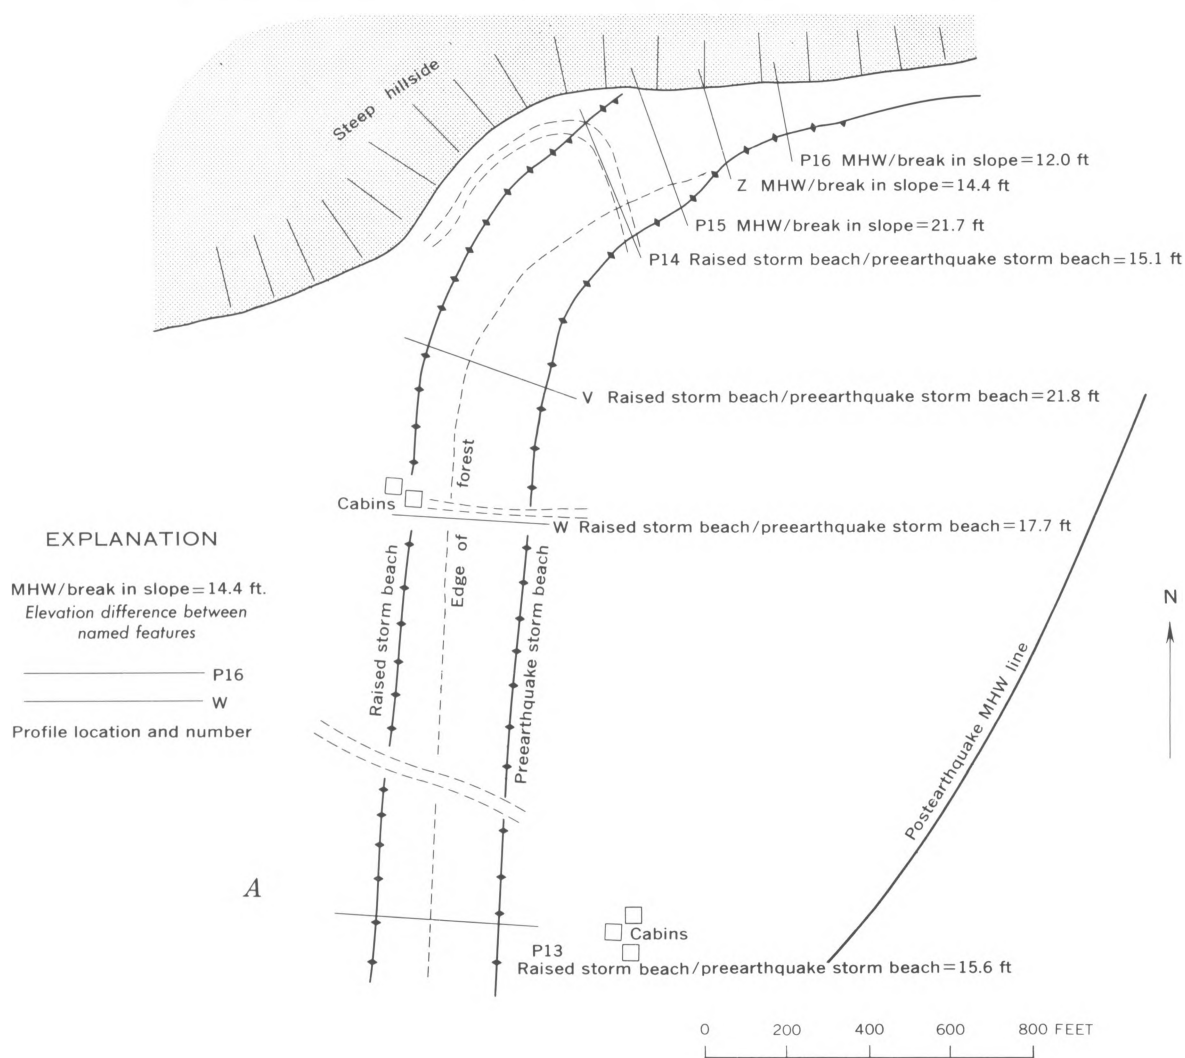 Steep hillside
P16 MHW/break in slope=12.0 ft
Z MHW/break in slope=14.4 ft
P15 MHW/break in slope=21.7 ft
P14 Raised storm beach/preearthquake storm beach=15.1 ft
V Raised storm beach/preearthquake storm beach=21.8 ft
Edge of forest
Cabins
W Raised storm beach/preearthquake storm beach=17.7 ft
EXPLANATION
MHW/break in slope=14.4 ft.
Elevation difference between
named features
P16
W
Profile location and number
Raised storm beach
Preearthquake storm beach
Postearthquake MHW line
N
A
Cabins
P13
Raised storm beach/preearthquake storm beach=15.6 ft
0 200 400 600 800 FEET